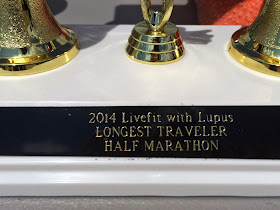 2014 Livefit with Lupus
LONGEST TRAVELER
HALF MARATHON